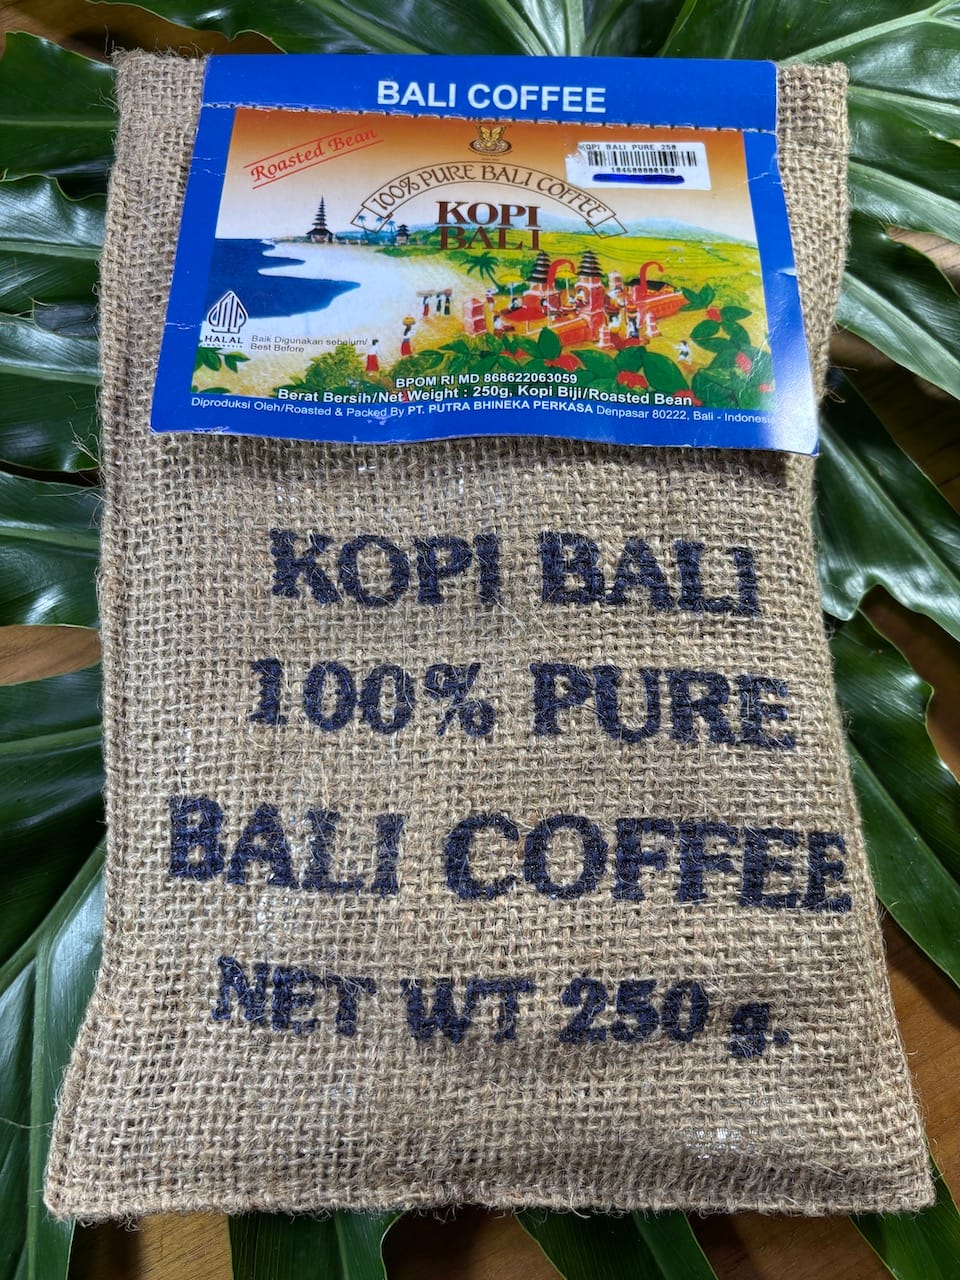 BALI COFFEE
Roasted Bean
KOPI BALI PURE 250
104600000160
100% PURE BALI COFFEE
KOPI
BALI
HALAL
INDONESIA
Baik Digunakan sebelum/
Best Before
BPOM RI MD 868622063059
Berat Bersih/Net Weight : 250g, Kopi Biji/Roasted Bean
Diproduksi Oleh/Roasted & Packed By PT. PUTRA BHINEKA PERKASA Denpasar 80222, Bali - Indonesia
KOPI BALI
100% PURE
BALI COFFEE
NET WT 250 g.